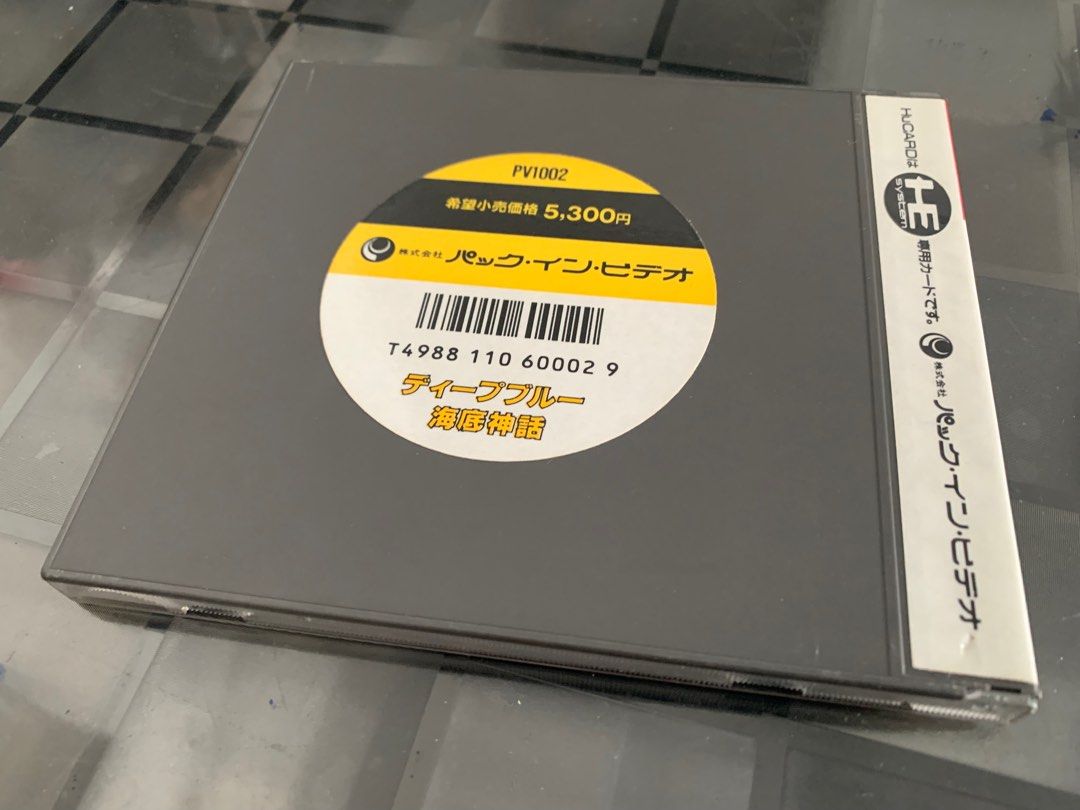 PV1002
希望小売価格 5,300円
株式会社 パック・イン・ビデオ
T4988 110 60002 9
ディープブルー
海底神話
HuCARDは HE system 専用カードです。 株式会社 パック・イン・ビデオ